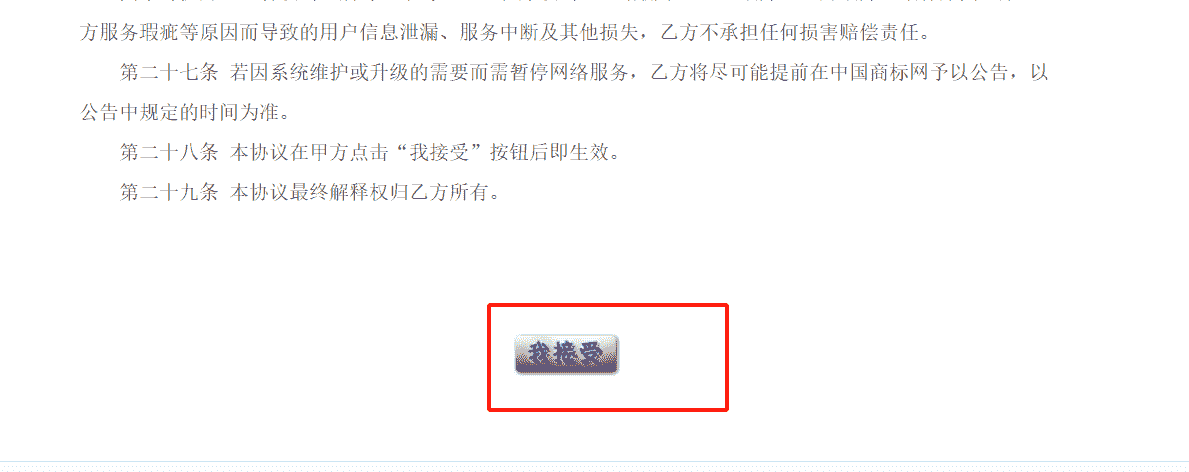 方服务瑕疵等原因而导致的用户信息泄漏、服务中断及其他损失，乙方不承担任何损害赔偿责任。
第二十七条 若因系统维护或升级的需要而需暂停网络服务，乙方将尽可能提前在中国商标网予以公告，以
公告中规定的时间为准。
第二十八条 本协议在甲方点击“我接受”按钮后即生效。
第二十九条 本协议最终解释权归乙方所有。
我接受